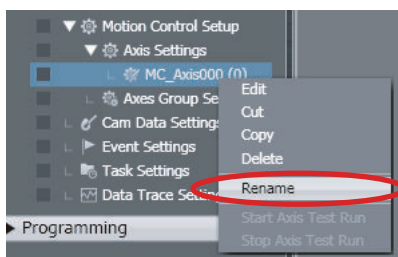 Motion Control Setup
Axis Settings
MC_Axis000 (0)
Axes Group Se
Cam Data Settings
Event Settings
Task Settings
Data Trace Setti
Programming
Edit
Cut
Copy
Delete
Rename
Start Axis Test Run
Stop Axis Test Run